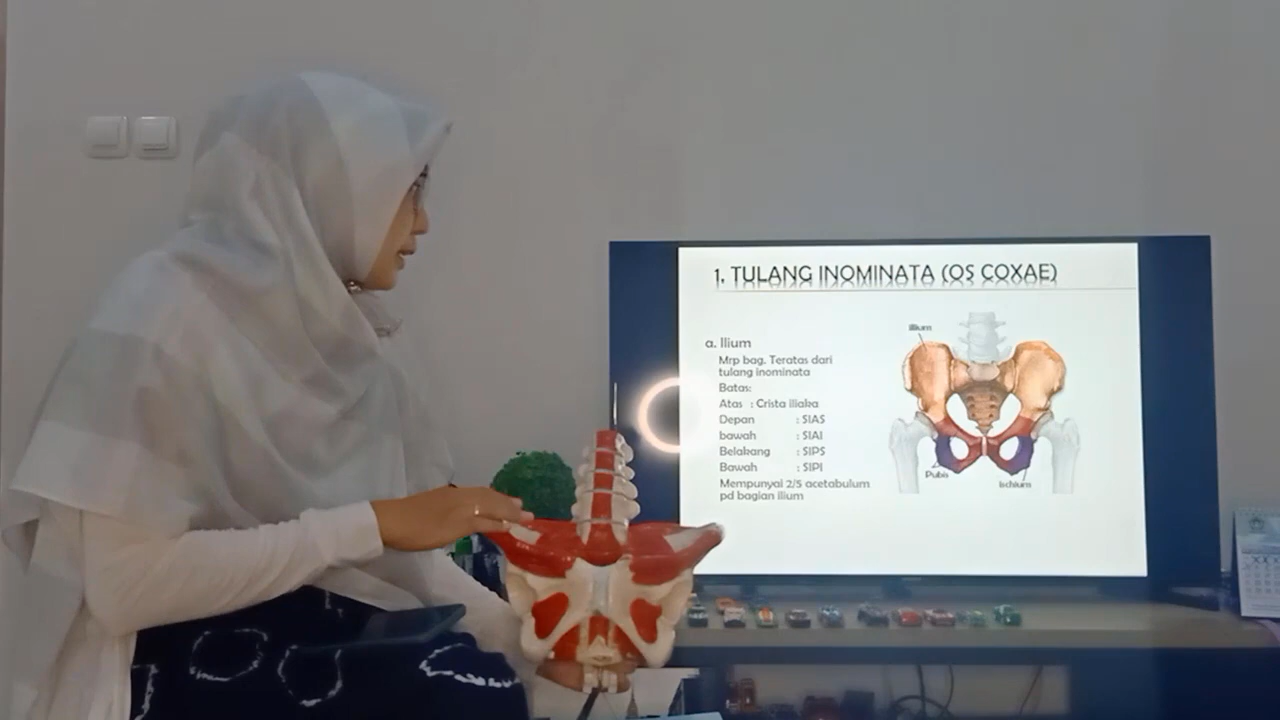 1. TULANG INOMINATA (OS COXAE)
a. Ilium
Mrp bag. Teratas dari
tulang inominata
Batas:
Atas : Crista iliaka
Depan : SIAS
bawah : SIAI
Belakang : SIPS
Bawah : SIPI
Mempunyai 2/5 acetabulum
pd bagian ilium
illium
Pubis
Ischium